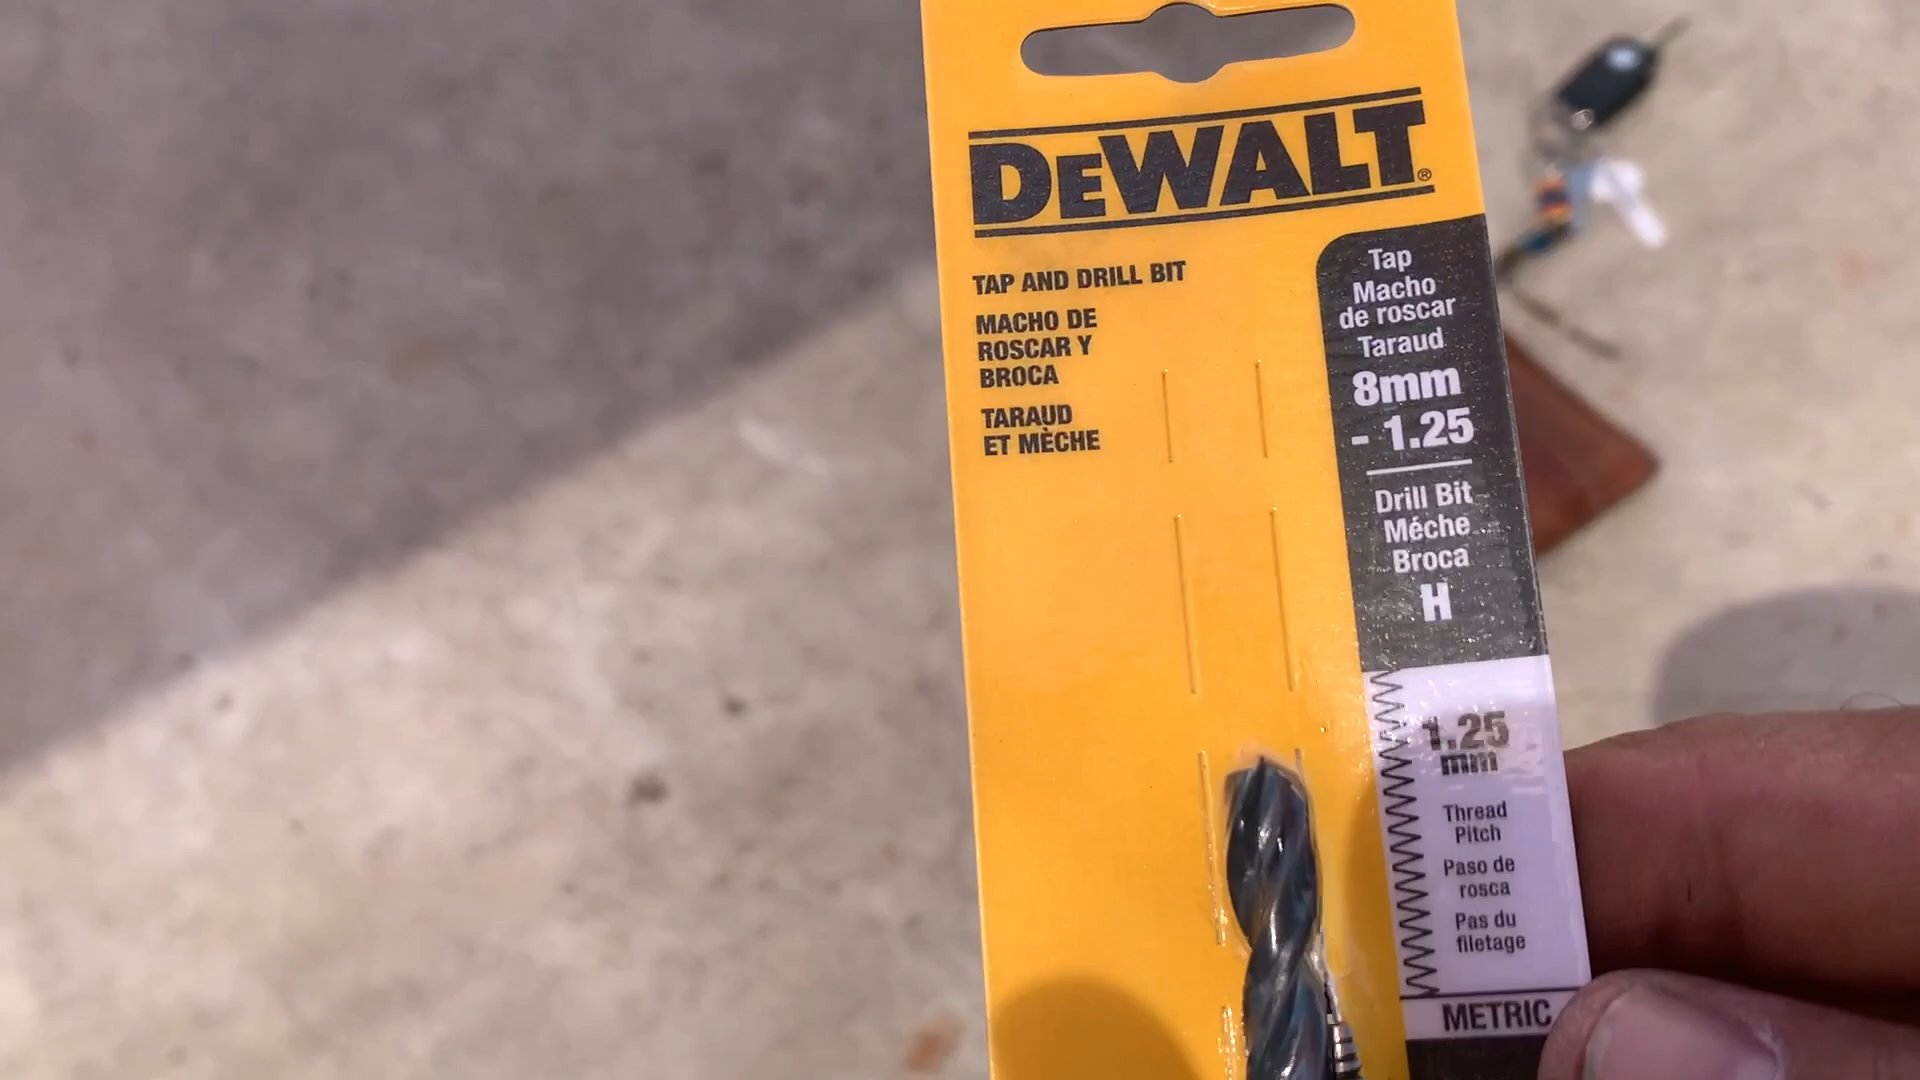 DEWALT®
TAP AND DRILL BIT
MACHO DE
ROSCAR Y
BROCA
TARAUD
ET MÈCHE
Tap
Macho
de roscar
Taraud
8mm
- 1.25
Drill Bit
Méche
Broca
H
1.25
mm
Thread
Pitch
Paso de
rosca
Pas du
filetage
METRIC